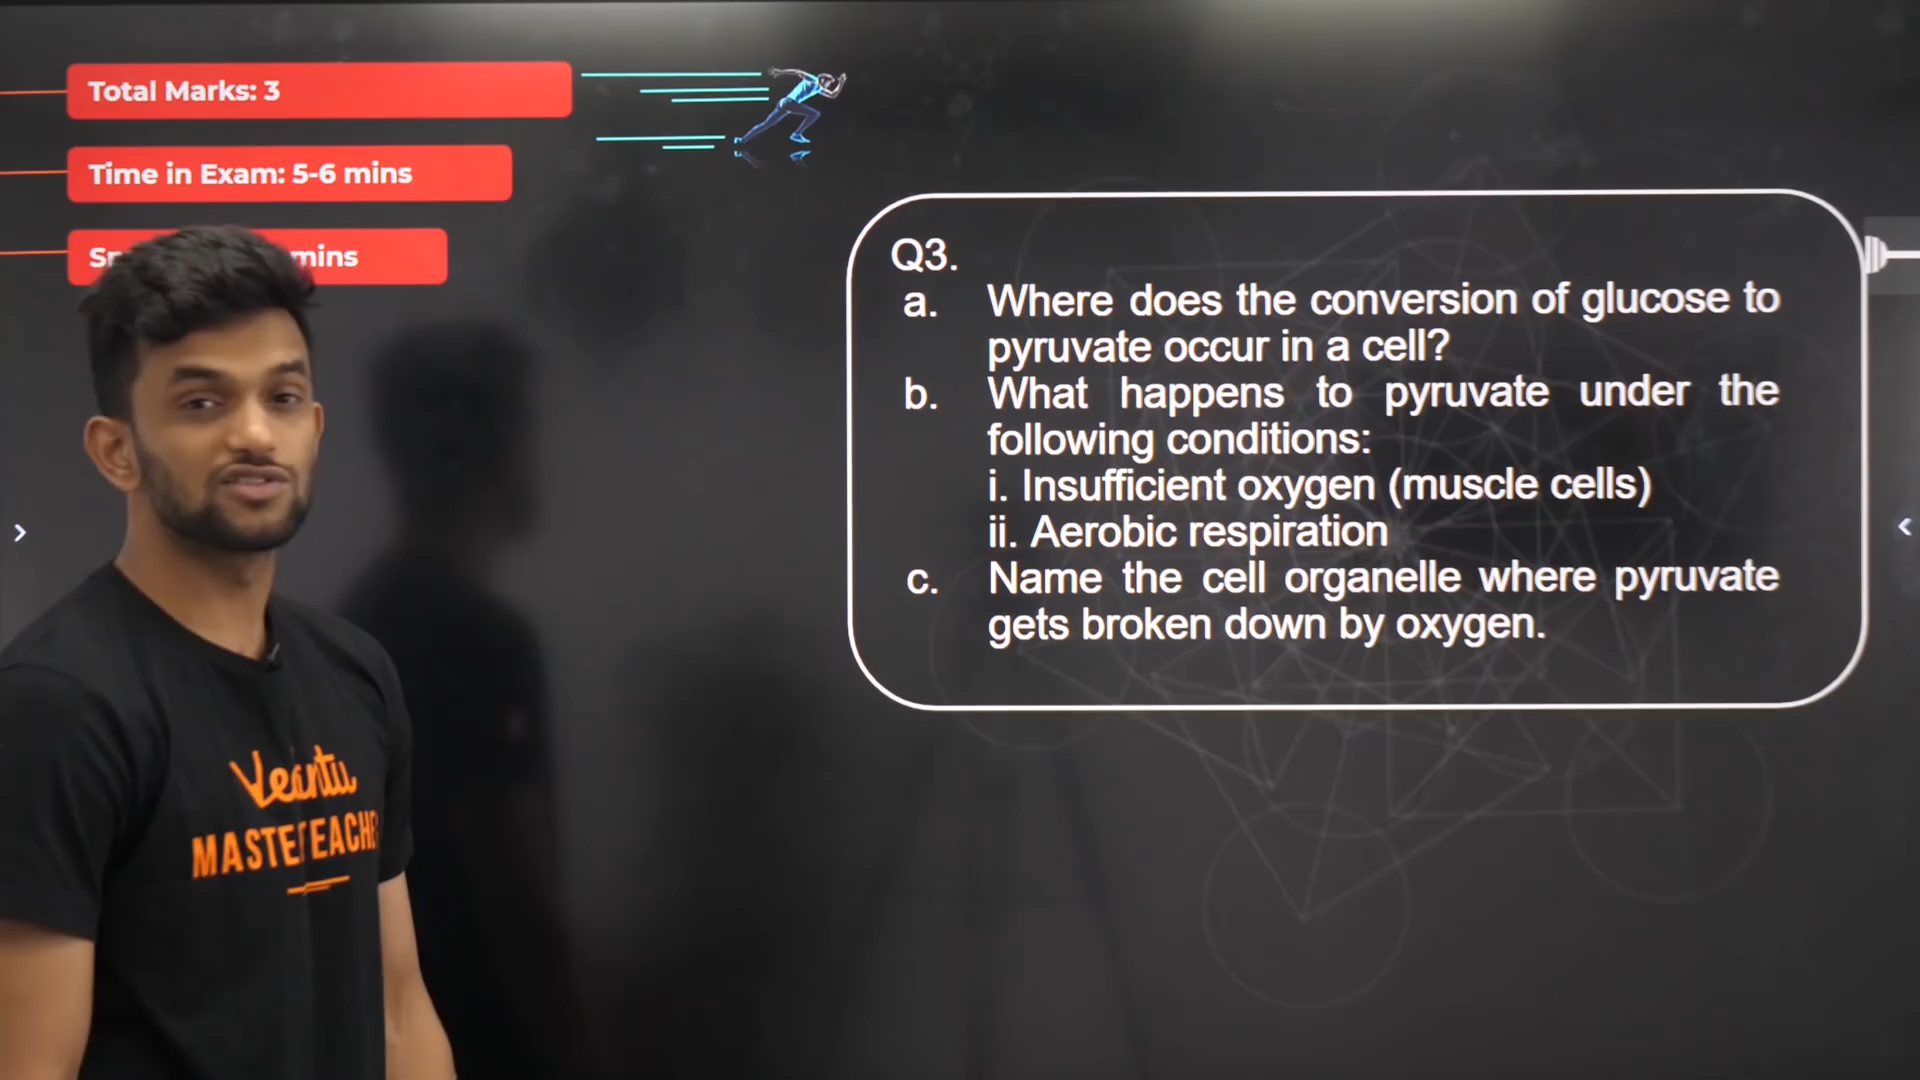 Total Marks: 3
Time in Exam: 5-6 mins
mins
Q3.
a. Where does the conversion of glucose to
pyruvate occur in a cell?
b. What happens to pyruvate under the
following conditions:
i. Insufficient oxygen (muscle cells)
ii. Aerobic respiration
c. Name the cell organelle where pyruvate
gets broken down by oxygen.
Vedantu